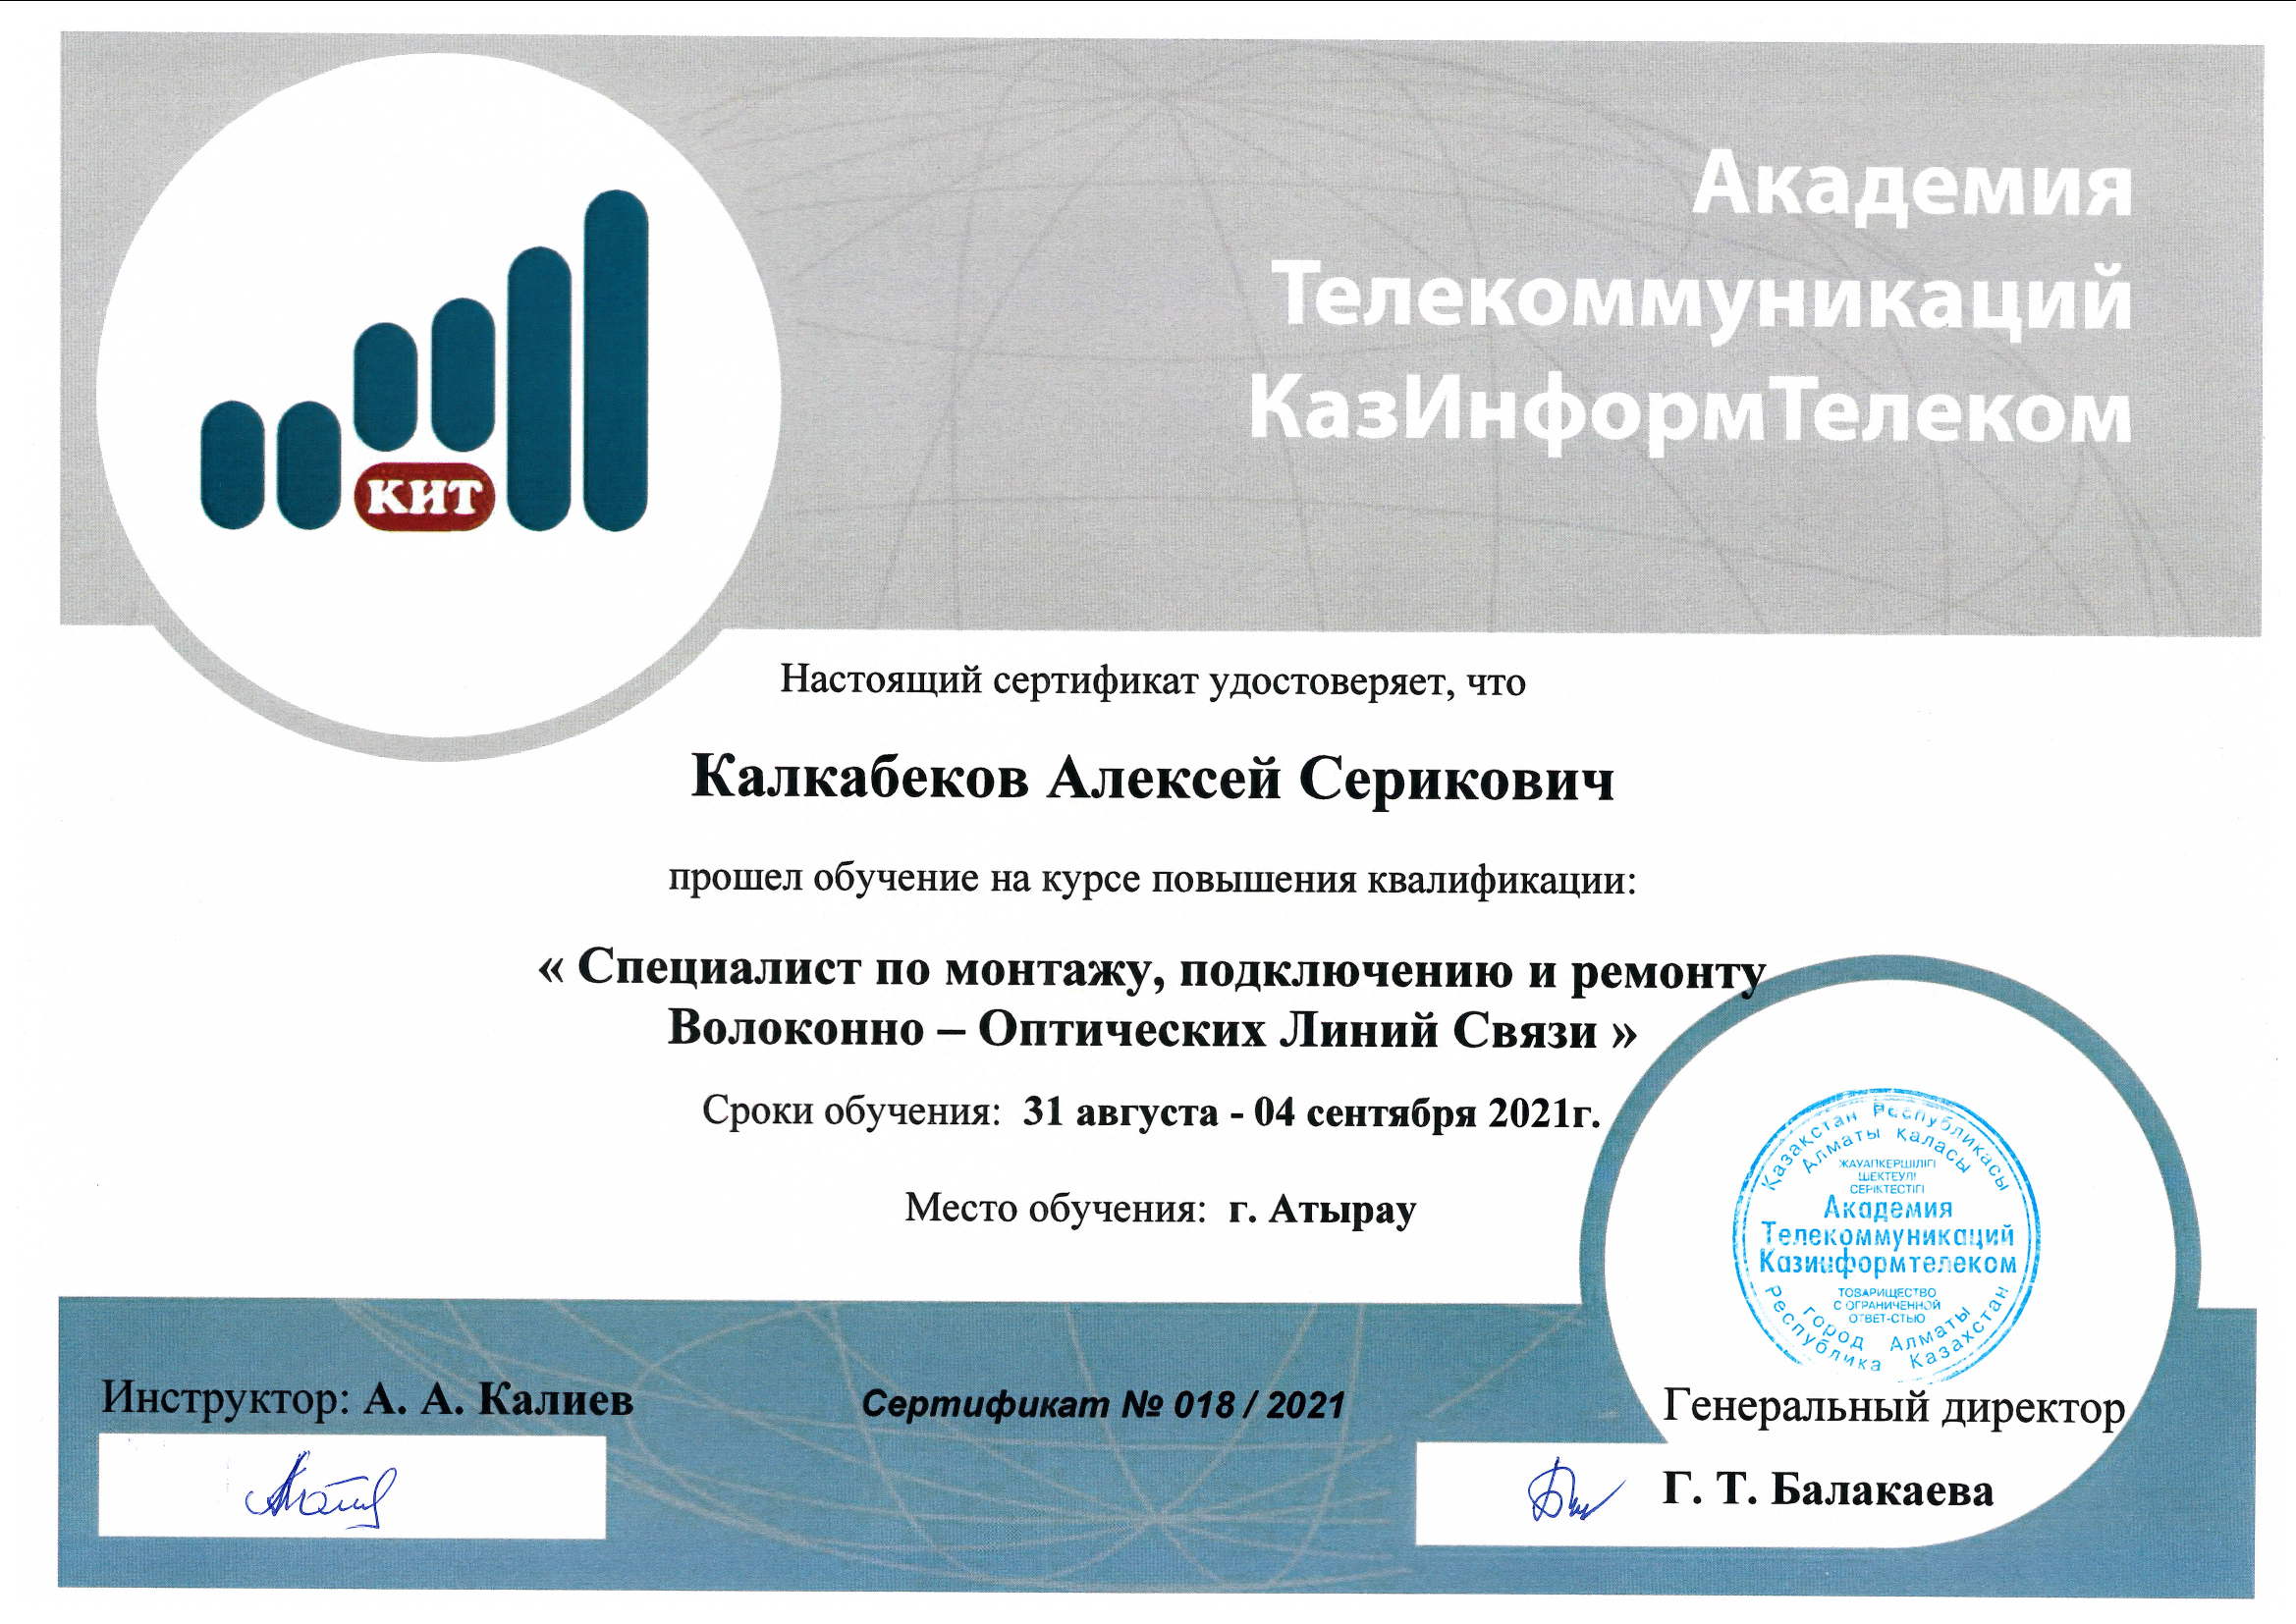 Академия
Телекоммуникаций
КазИнформТелеком
КИТ
Настоящий сертификат удостоверяет, что
Калкабеков Алексей Серикович
прошел обучение на курсе повышения квалификации:
« Специалист по монтажу, подключению и ремонту
Волоконно – Оптических Линий Связи »
Сроки обучения: 31 августа - 04 сентября 2021г.
Место обучения: г. Атырау
Қазақстан Республикасы
Алматы қаласы
ЖАУАПКЕРШІЛІГІ
ШЕКТЕУЛІ
СЕРІКТЕСТІГІ
Академия
Телекоммуникаций
Казинформтелеком
ТОВАРИЩЕСТВО
С ОГРАНИЧЕННОЙ
ОТВЕТ-СТЬЮ
город Алматы
Республика Казахстан
Инструктор: А. А. Калиев
Сертификат № 018 / 2021
Генеральный директор
Г. Т. Балакаева